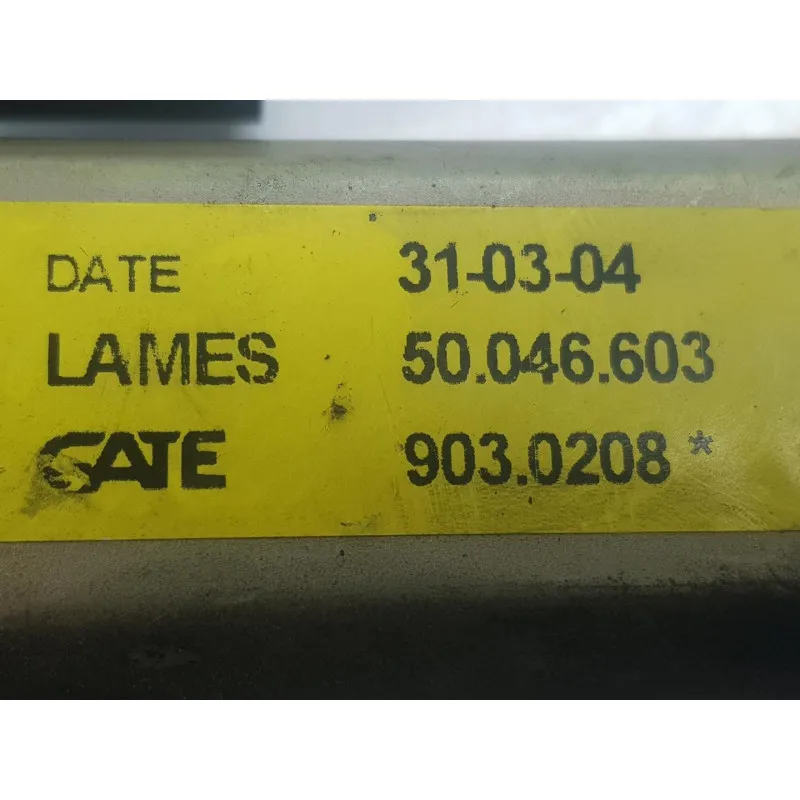 DATE 31-03-04
LAMES 50.046.603
GATE 903.0208*